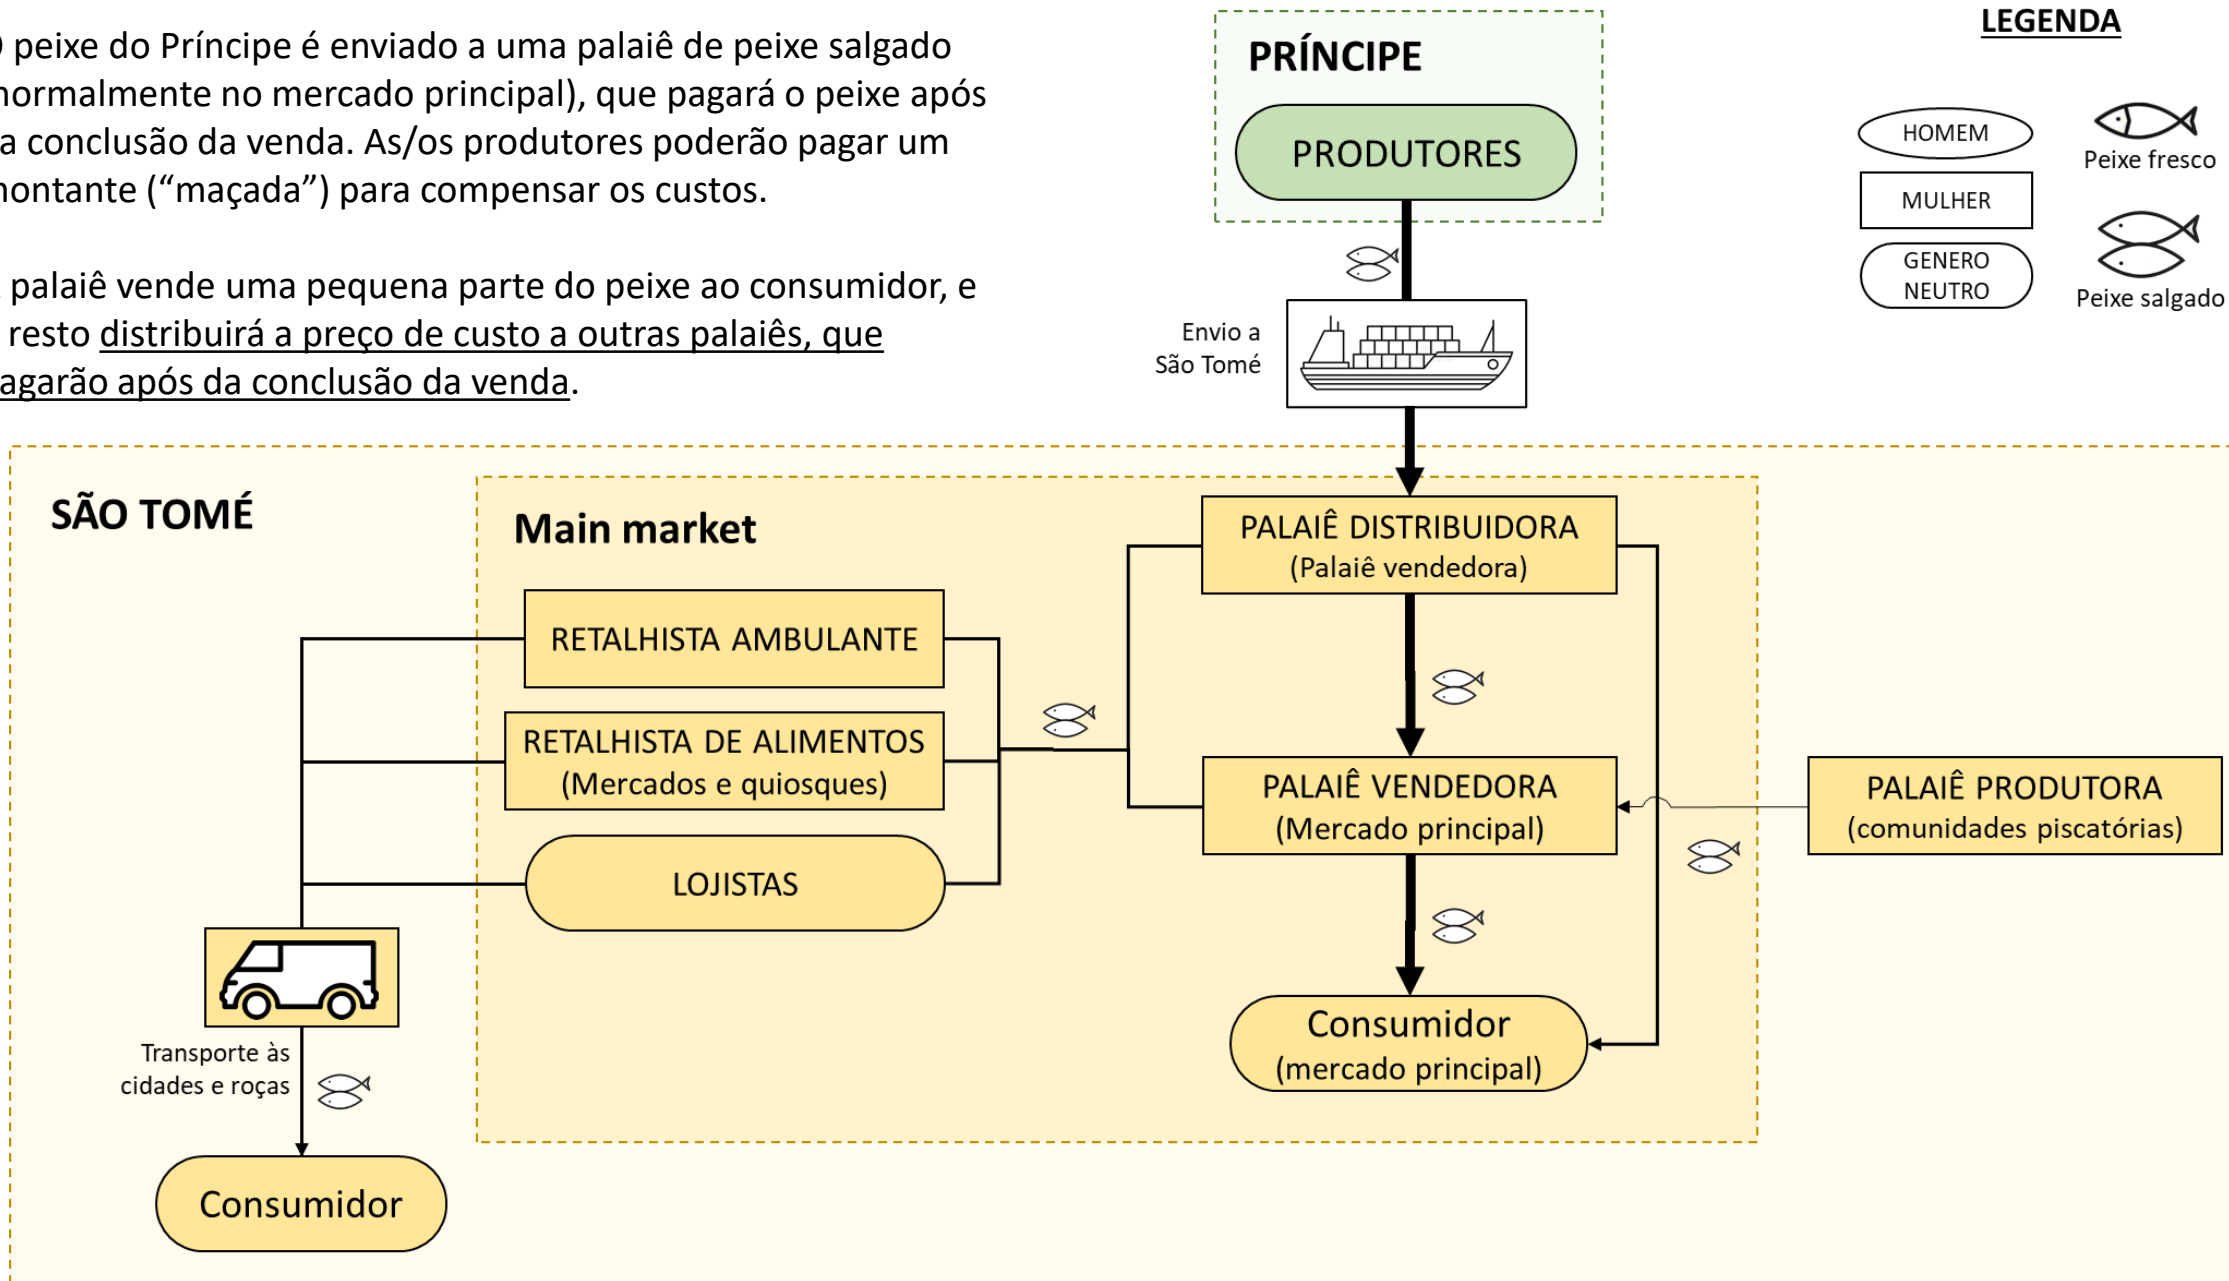 peixe do Príncipe é enviado a uma palaiê de peixe salgado
normalmente no mercado principal), que pagará o peixe após
a conclusão da venda. As/os produtores poderão pagar um
montante (“maçada”) para compensar os custos.
palaiê vende uma pequena parte do peixe ao consumidor, e
resto distribuirá a preço de custo a outras palaiês, que
agarão após da conclusão da venda.
PRÍNCIPE
PRODUTORES
LEGENDA
HOMEM
Peixe fresco
MULHER
GENERO
NEUTRO
Peixe salgado
Envio a
São Tomé
SÃO TOMÉ
Main market
PALAIÊ DISTRIBUIDORA
(Palaiê vendedora)
RETALHISTA AMBULANTE
RETALHISTA DE ALIMENTOS
(Mercados e quiosques)
LOJISTAS
PALAIÊ VENDEDORA
(Mercado principal)
PALAIÊ PRODUTORA
(comunidades piscatórias)
Consumidor
(mercado principal)
Transporte às
cidades e roças
Consumidor